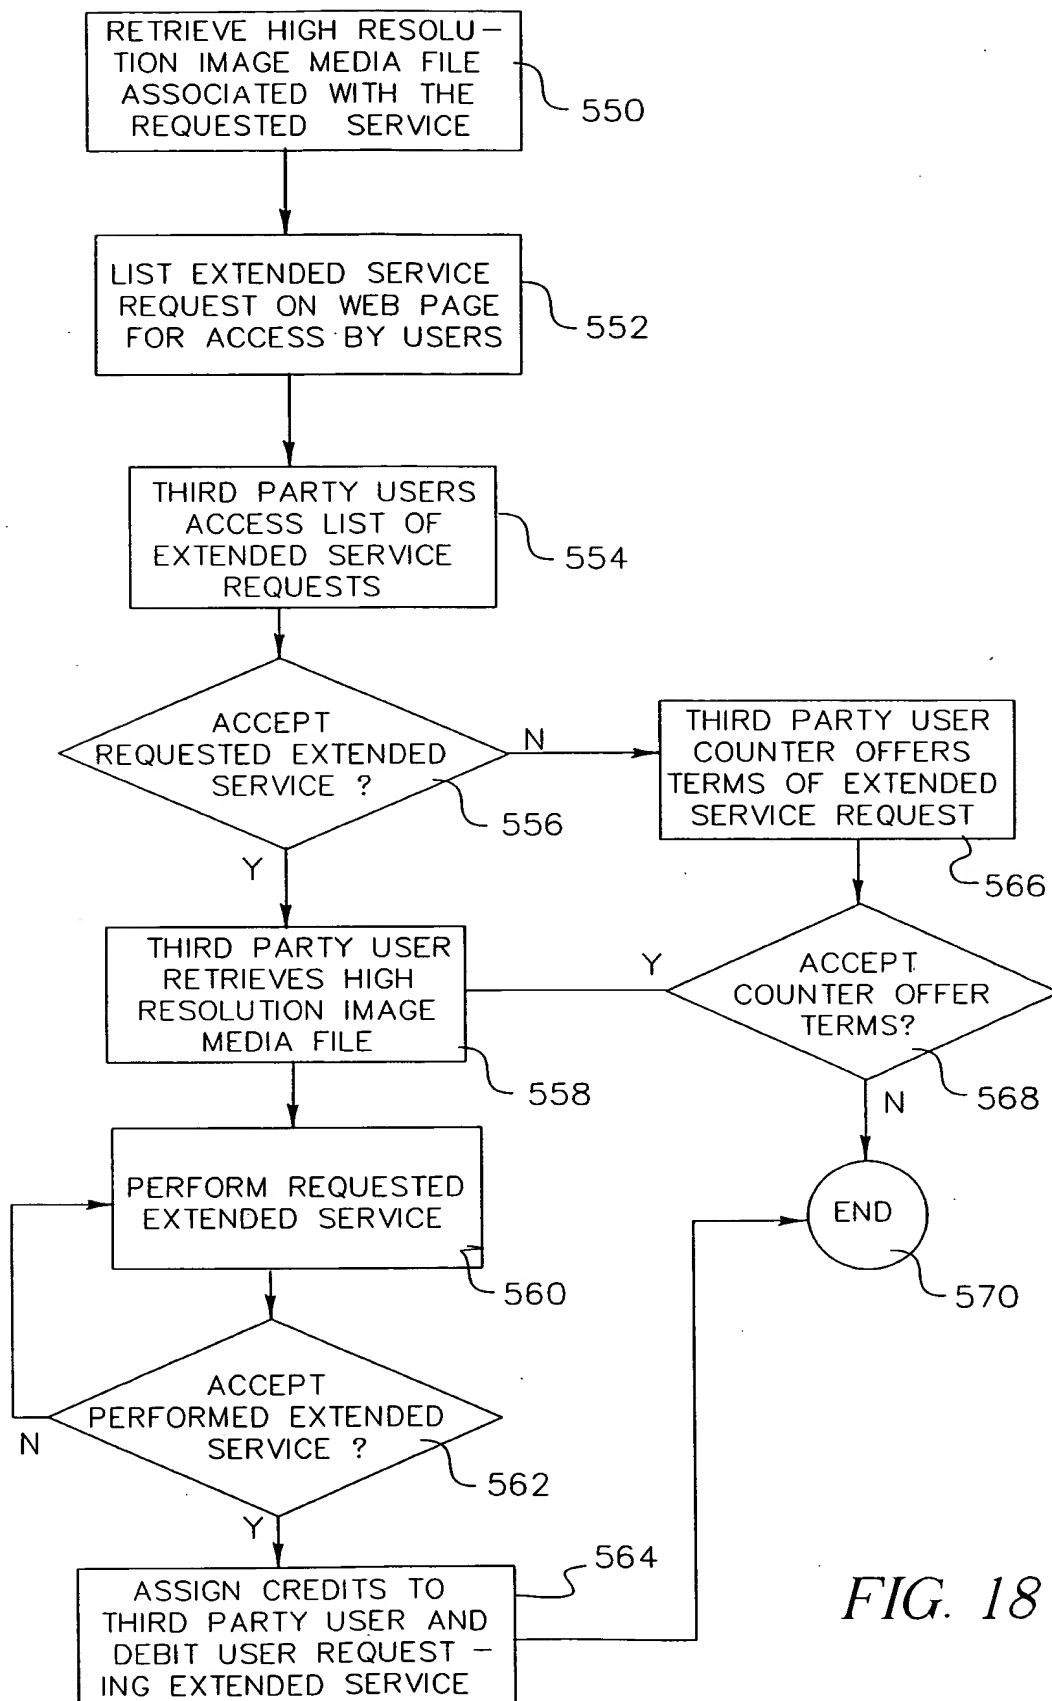 RETRIEVE HIGH RESOLU-
TION IMAGE MEDIA FILE
ASSOCIATED WITH THE
REQUESTED SERVICE
550
LIST EXTENDED SERVICE
REQUEST ON WEB PAGE
FOR ACCESS BY USERS
552
THIRD PARTY USERS
ACCESS LIST OF
EXTENDED SERVICE
REQUESTS
554
ACCEPT
REQUESTED EXTENDED
SERVICE ?
556
N
Y
THIRD PARTY USER
COUNTER OFFERS
TERMS OF EXTENDED
SERVICE REQUEST
566
THIRD PARTY USER
RETRIEVES HIGH
RESOLUTION IMAGE
MEDIA FILE
558
Y
ACCEPT
COUNTER OFFER
TERMS?
568
N
PERFORM REQUESTED
EXTENDED SERVICE
560
END
570
ACCEPT
PERFORMED EXTENDED
SERVICE ?
562
N
Y
ASSIGN CREDITS TO
THIRD PARTY USER AND
DEBIT USER REQUEST -
ING EXTENDED SERVICE
564
FIG. 18